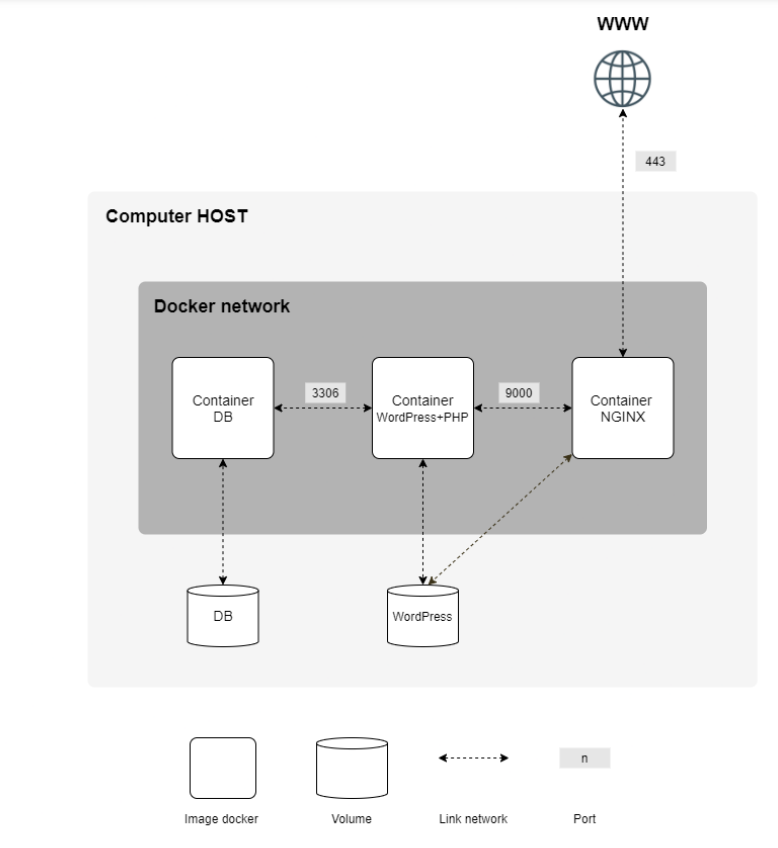 WWW
443
Computer HOST
Docker network
Container
DB
3306
Container
WordPress+PHP
9000
Container
NGINX
DB
WordPress
n
Image docker
Volume
Link network
Port